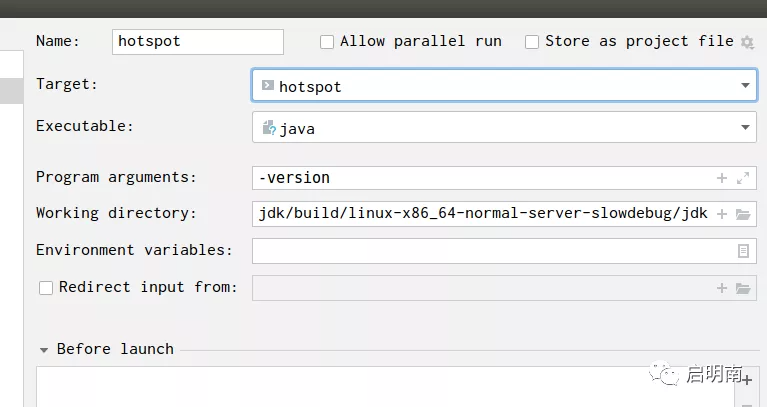 Name: hotspot Allow parallel run Store as project file
Target: hotspot
Executable: java
Program arguments: -version
Working directory: jdk/build/linux-x86_64-normal-server-slowdebug/jdk
Environment variables:
Redirect input from:
Before launch
启明南